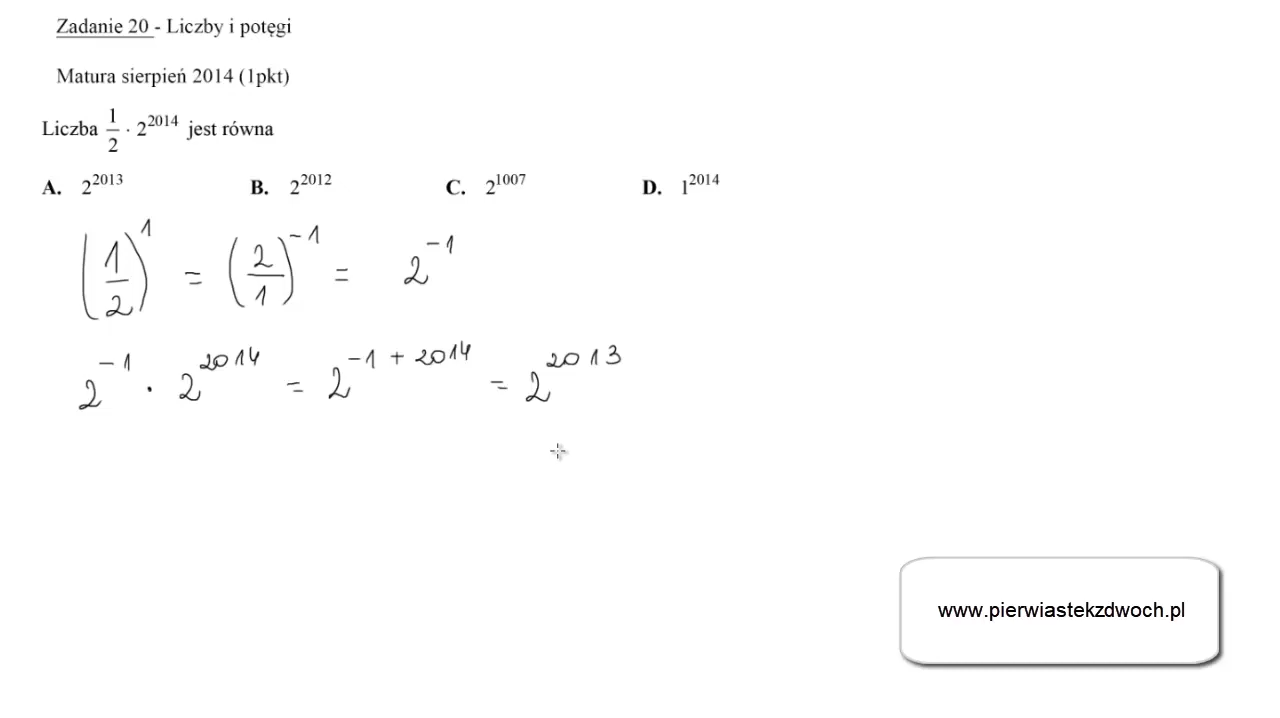 Zadanie 20 - Liczby i potęgi
Matura sierpień 2014 (1pkt)
Liczba 1/2 · 2^2014 jest równa
A. 2^2013 B. 2^2012 C. 2^1007 D. 1^2014
(1/2)^1 = (2/1)^-1 = 2^-1
2^-1 · 2^2014 = 2^-1+2014 = 2^2013
www.pierwiastekzdwoch.pl